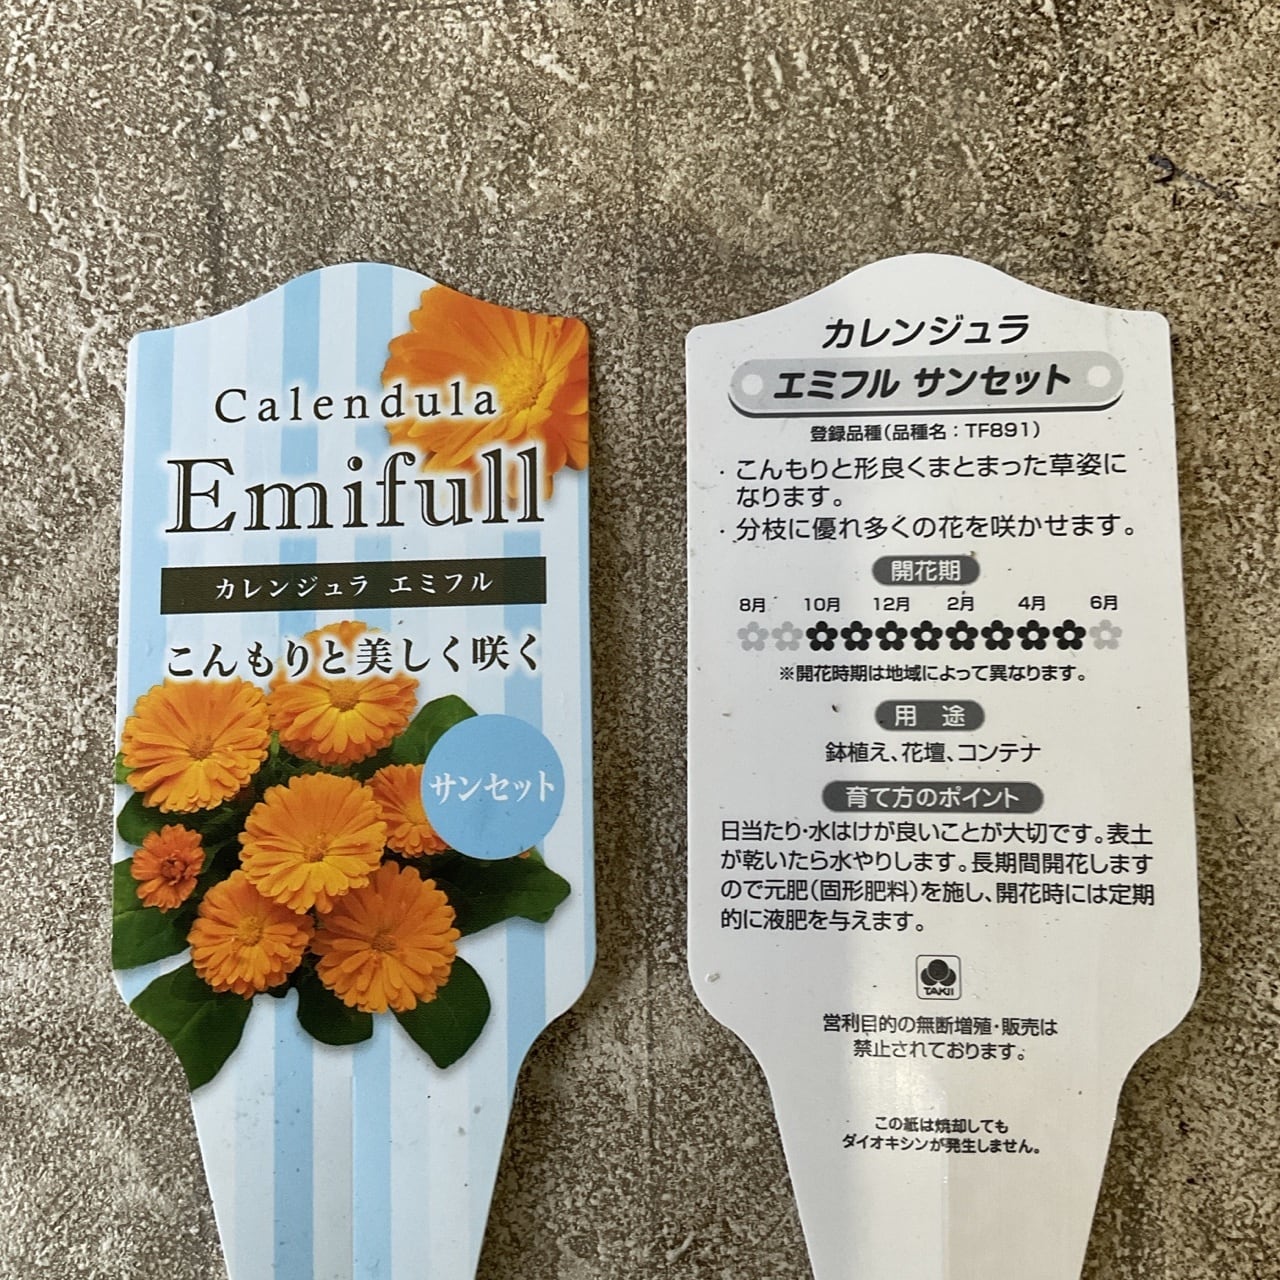 Calendula
Emifull
カレンジュラ エミフル
こんもりと美しく咲く
サンセット
カレンジュラ
エミフル サンセット
登録品種(品種名：TF891)
・こんもりと形良くまとまった草姿に
なります。
・分枝に優れ多くの花を咲かせます。
開花期
8月 10月 12月 2月 4月 6月
※開花時期は地域によって異なります。
用 途
鉢植え、花壇、コンテナ
育て方のポイント
日当たり・水はけが良いことが大切です。表土
が乾いたら水やりします。長期間開花します
ので元肥(固形肥料)を施し、開花時には定期
的に液肥を与えます。
TAKII
営利目的の無断増殖・販売は
禁止されております。
この紙は焼却しても
ダイオキシンが発生しません。